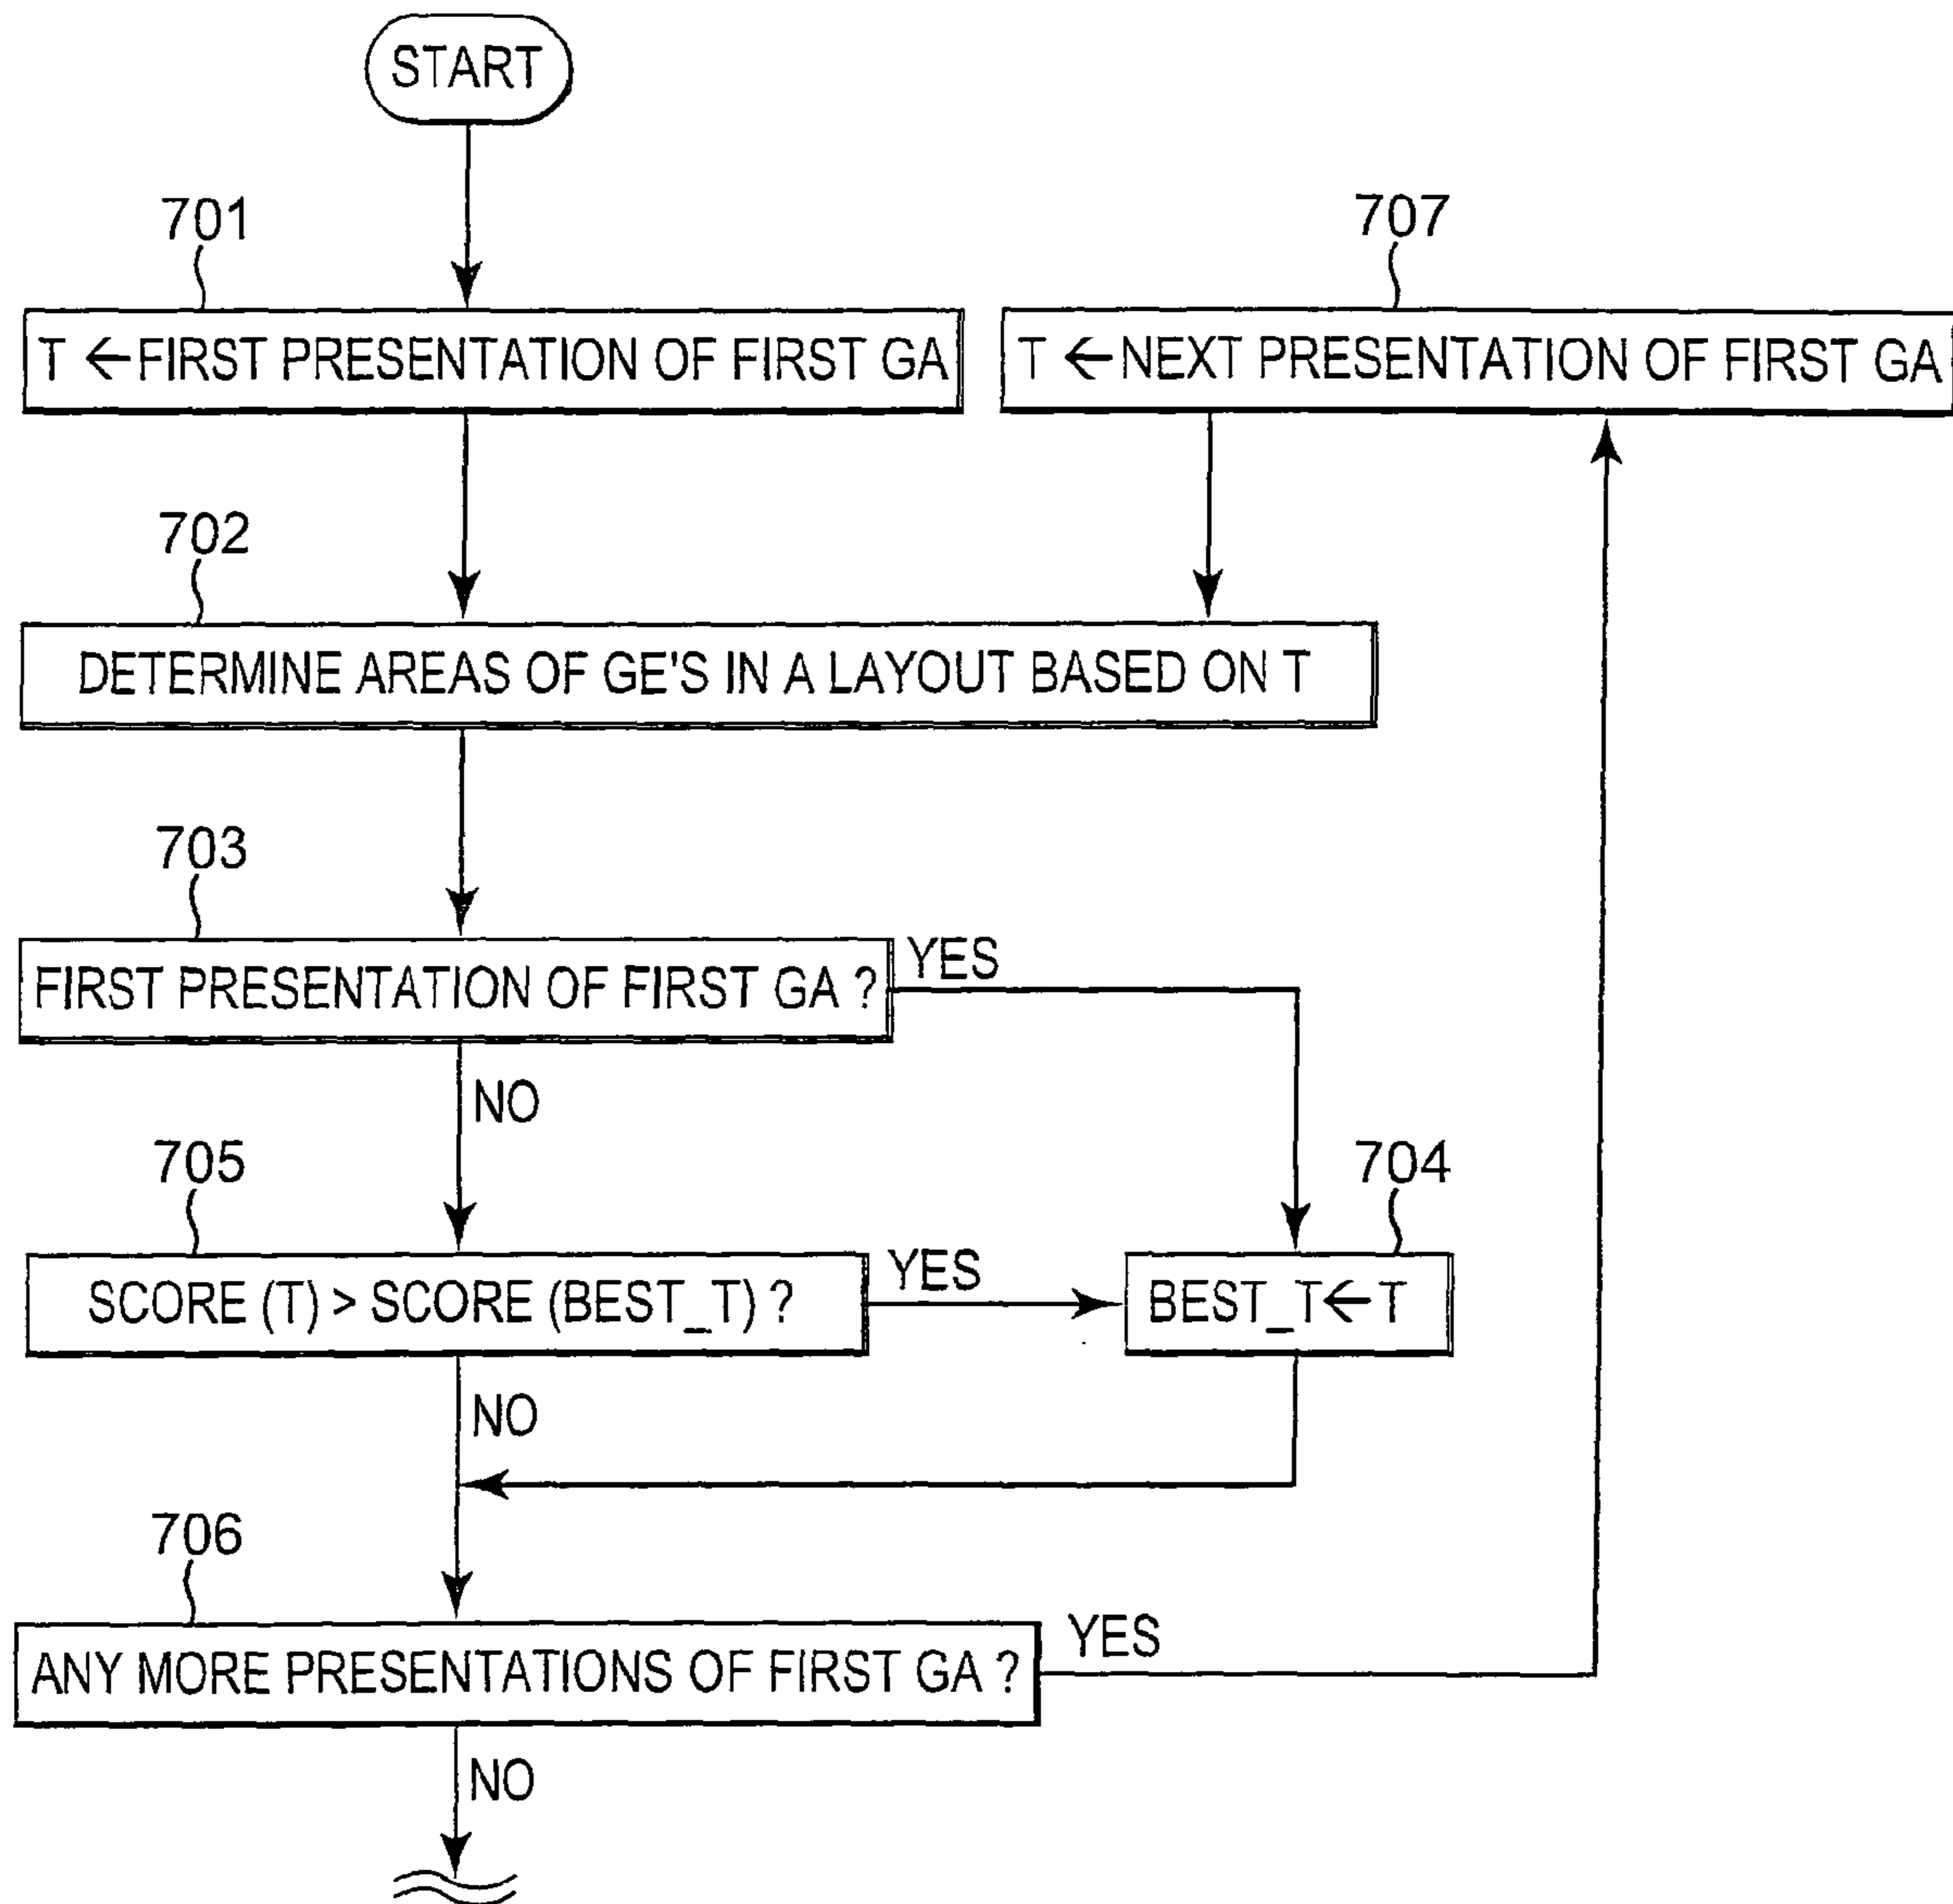 START
701
707
T ←FIRST PRESENTATION OF FIRST GA
T ←NEXT PRESENTATION OF FIRST GA
702
DETERMINE AREAS OF GE'S IN A LAYOUT BASED ON T
703
FIRST PRESENTATION OF FIRST GA ?
YES
NO
705
704
SCORE (T) > SCORE (BEST_T) ?
YES
BEST_T←T
NO
706
ANY MORE PRESENTATIONS OF FIRST GA ?
YES
NO